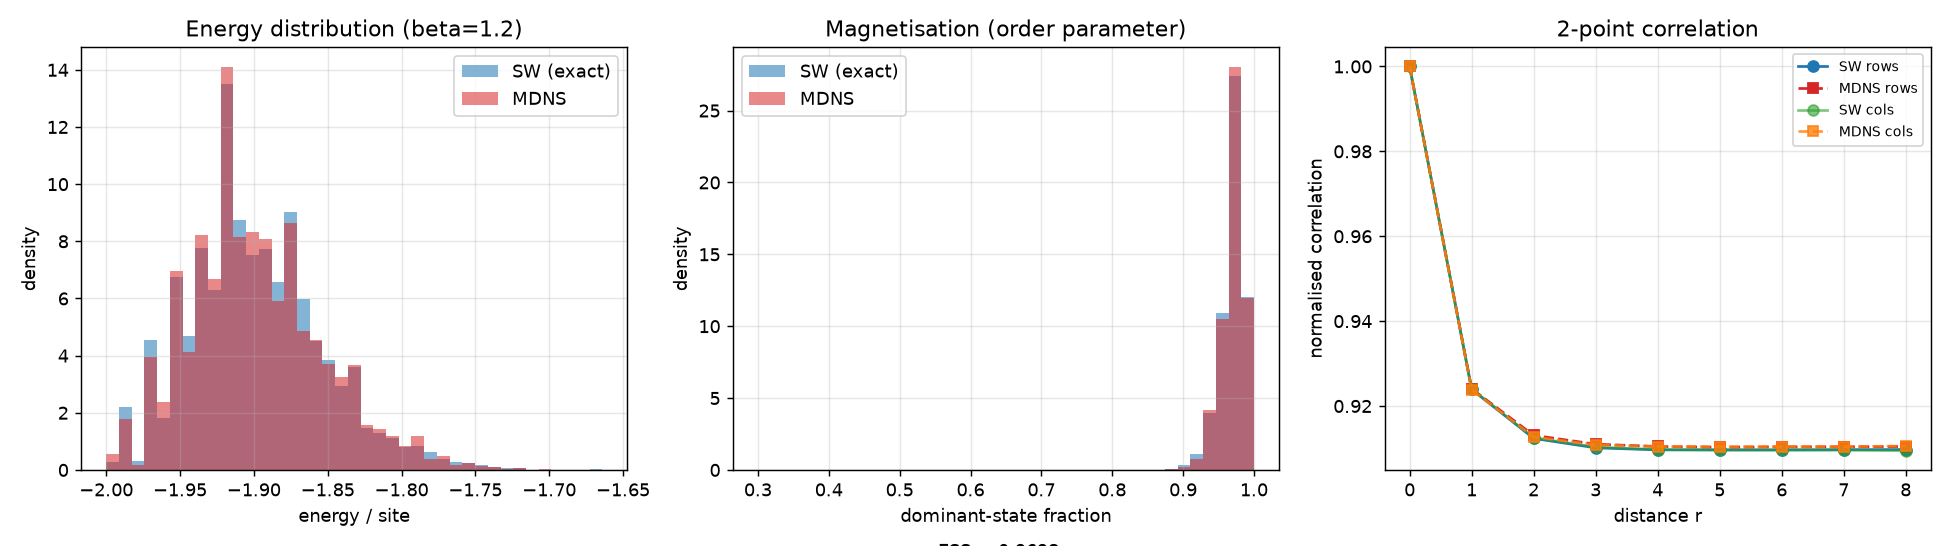 Energy distribution (beta=1.2)
SW (exact)
MDNS
14
12
10
8
6
4
2
0
density
−2.00 −1.95 −1.90 −1.85 −1.80 −1.75 −1.70 −1.65
energy / site
Magnetisation (order parameter)
SW (exact)
MDNS
25
20
15
10
5
0
density
0.3 0.4 0.5 0.6 0.7 0.8 0.9 1.0
dominant-state fraction
2-point correlation
SW rows
MDNS rows
SW cols
MDNS cols
1.00
0.98
0.96
0.94
0.92
normalised correlation
0 1 2 3 4 5 6 7 8
distance r